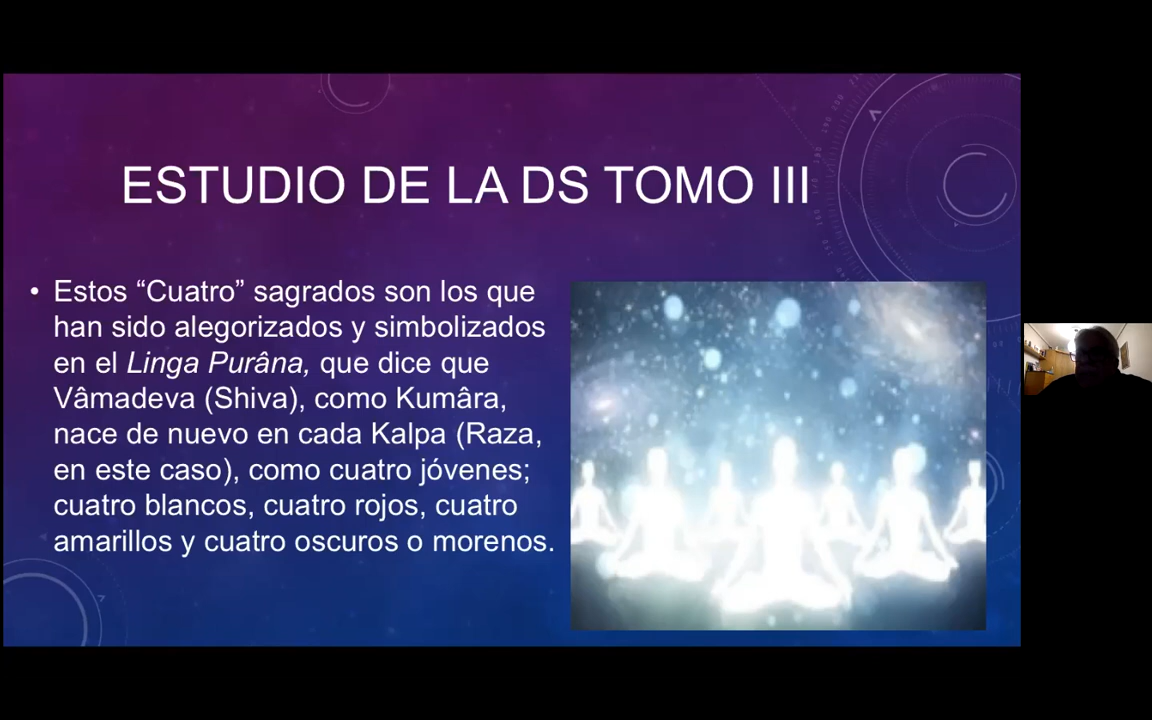 ESTUDIO DE LA DS TOMO III
• Estos “Cuatro” sagrados son los que
han sido alegorizados y simbolizados
en el Linga Purâna, que dice que
Vâmadeva (Shiva), como Kumâra,
nace de nuevo en cada Kalpa (Raza,
en este caso), como cuatro jóvenes;
cuatro blancos, cuatro rojos, cuatro
amarillos y cuatro oscuros o morenos.